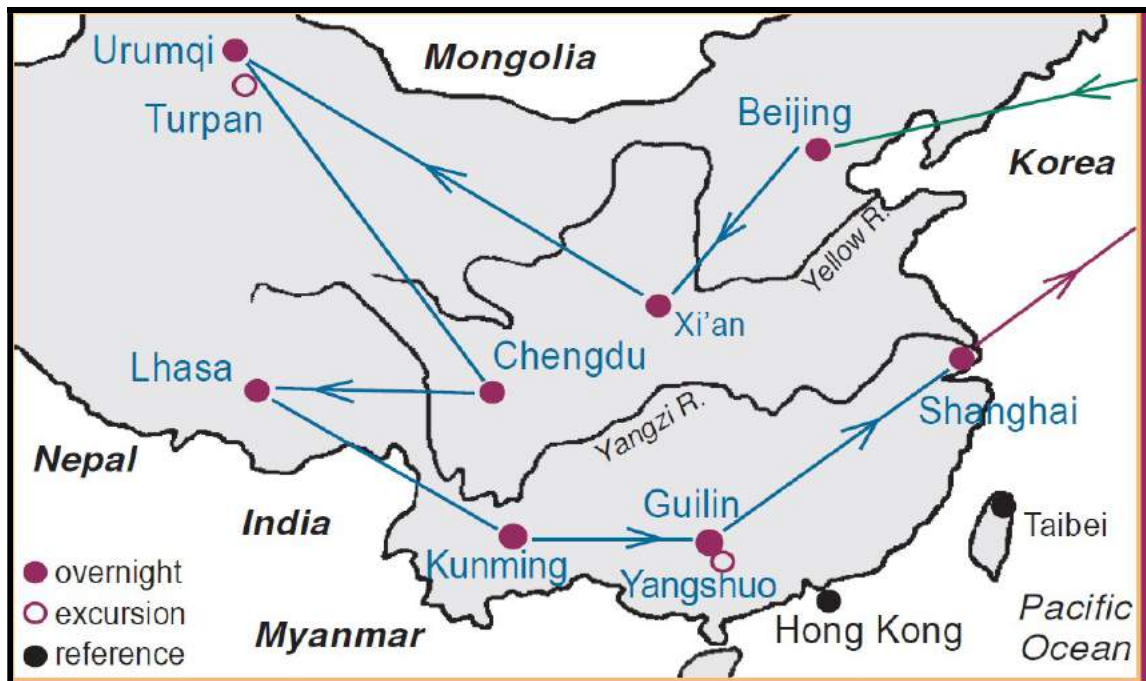 Urumqi
Mongolia
Turpan
Beijing
Korea
Yellow R.
Xi'an
Lhasa
Chengdu
Shanghai
Yangzi R.
Nepal
India
Guilin
Taibei
Kunming
Yangshuo
overnight
excursion
reference
Myanmar
Hong Kong
Pacific
Ocean